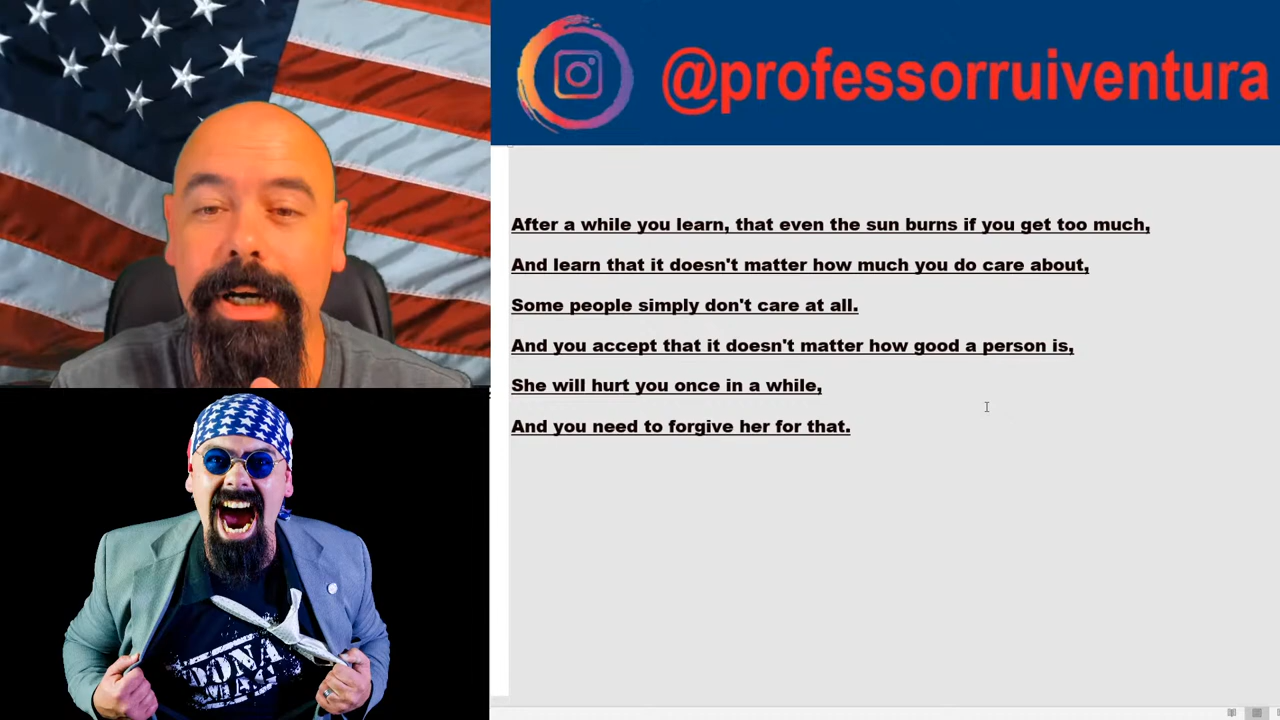 @professorruiventura
After a while you learn, that even the sun burns if you get too much,
And learn that it doesn't matter how much you do care about,
Some people simply don't care at all.
And you accept that it doesn't matter how good a person is,
She will hurt you once in a while,
And you need to forgive her for that.
DONA
MAG